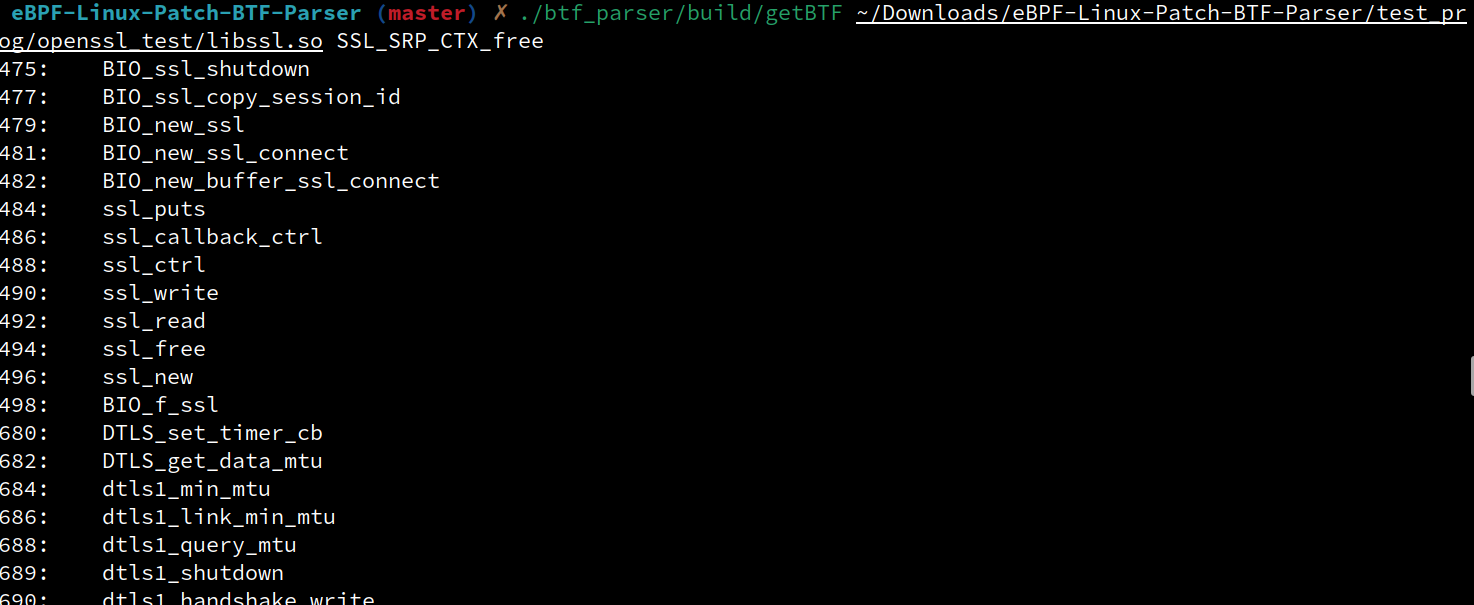 eBPF-Linux-Patch-BTF-Parser (master) ✗ ./btf_parser/build/getBTF ~/Downloads/eBPF-Linux-Patch-BTF-Parser/test_pr
og/openssl_test/libssl.so SSL_SRP_CTX_free
475: BIO_ssl_shutdown
477: BIO_ssl_copy_session_id
479: BIO_new_ssl
481: BIO_new_ssl_connect
482: BIO_new_buffer_ssl_connect
484: ssl_puts
486: ssl_callback_ctrl
488: ssl_ctrl
490: ssl_write
492: ssl_read
494: ssl_free
496: ssl_new
498: BIO_f_ssl
680: DTLS_set_timer_cb
682: DTLS_get_data_mtu
684: dtls1_min_mtu
686: dtls1_link_min_mtu
688: dtls1_query_mtu
689: dtls1_shutdown
690: dtls1_handshake_write